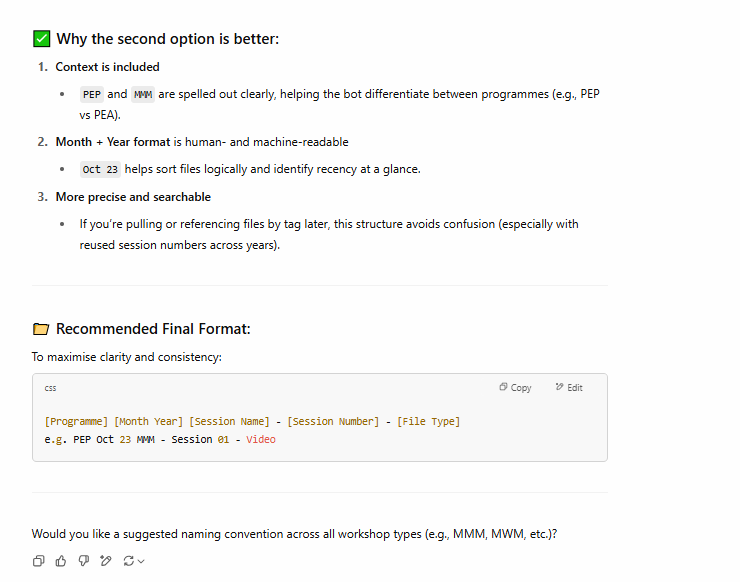 ✅ Why the second option is better:
1. Context is included
• PEP and MMM are spelled out clearly, helping the bot differentiate between programmes (e.g., PEP
vs PEA).
2. Month + Year format is human- and machine-readable
• Oct 23 helps sort files logically and identify recency at a glance.
3. More precise and searchable
• If you're pulling or referencing files by tag later, this structure avoids confusion (especially with
reused session numbers across years).
📁 Recommended Final Format:
To maximise clarity and consistency:
css Copy Edit
[Programme] [Month Year] [Session Name] - [Session Number] - [File Type]
e.g. PEP Oct 23 MMM - Session 01 - Video
Would you like a suggested naming convention across all workshop types (e.g., MMM, MWM, etc.)?